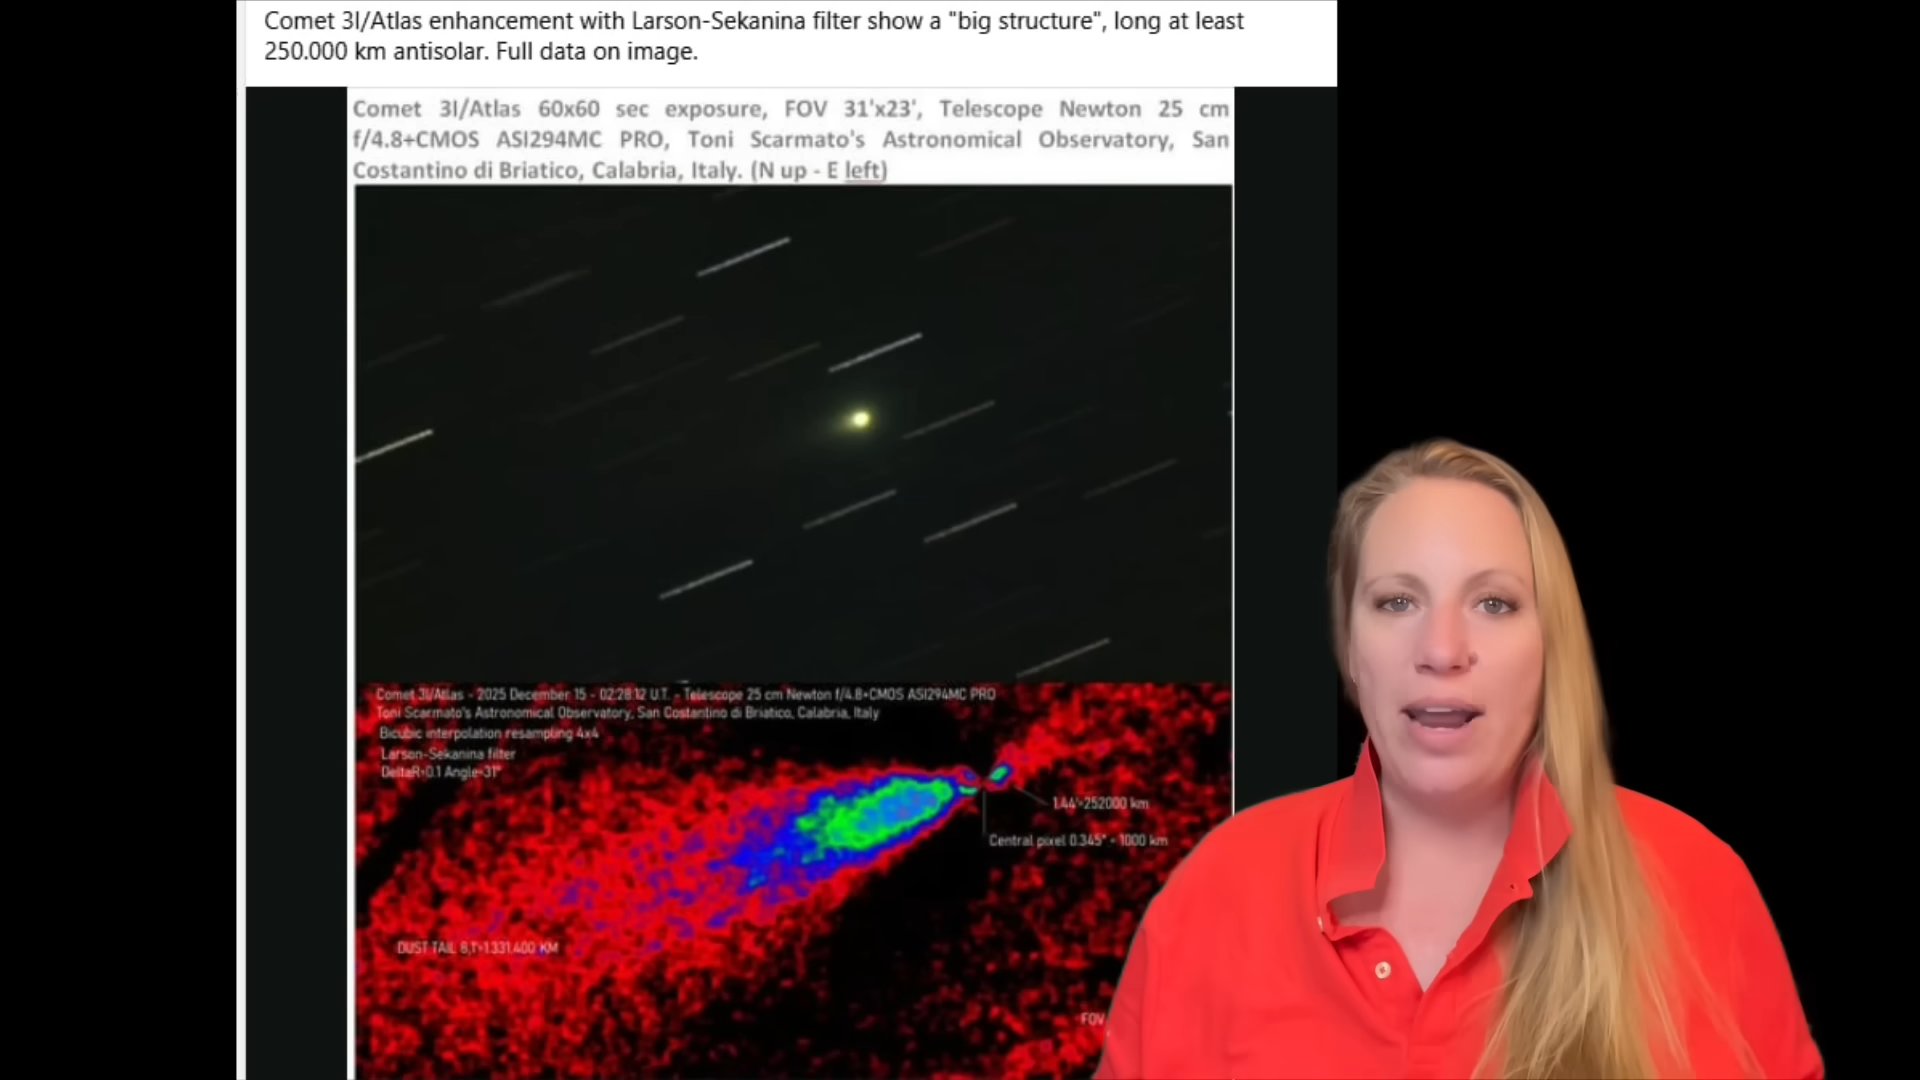 Comet 3I/Atlas enhancement with Larson-Sekanina filter show a "big structure", long at least
250.000 km antisolar. Full data on image.
Comet 3I/Atlas 60x60 sec exposure, FOV 31'x23', Telescope Newton 25 cm
f/4.8+CMOS ASI294MC PRO, Toni Scarmato's Astronomical Observatory, San
Costantino di Briatico, Calabria, Italy. (N up - E left)
Comet 3I/Atlas - 2025 December 15 - 02:28:12 U.T. - Telescope 25 cm Newton f/4.8+CMOS ASI294MC PRO
Toni Scarmato's Astronomical Observatory, San Costantino di Briatico, Calabria, Italy
Bicubic interpolation resampling 4x4
Larson-Sekanina filter
DeltaR=0.1 Angle=31°
1.44'=252000 km
Central pixel 0.345" = 1000 km
DUST TAIL 8,1'=1.331.400 KM
FOV